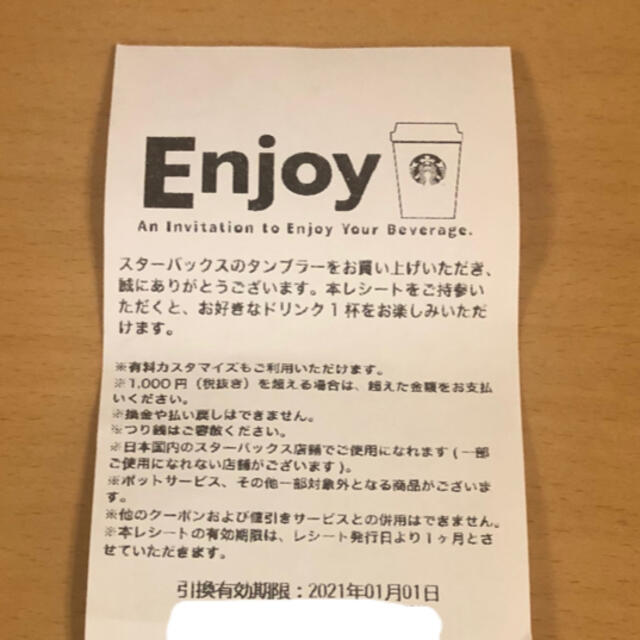 Enjoy
An Invitation to Enjoy Your Beverage.
スターバックスのタンブラーをお買い上げいただき、
誠にありがとうございます。本レシートをご持参い
ただくと、お好きなドリンク1杯をお楽しみいただ
けます。
※有料カスタマイズもご利用いただけます。
※1,000円（税抜き）を超える場合は、超えた金額をお支払
いください。
※換金や払い戻しはできません。
※つり銭はご容赦ください。
※日本国内のスターバックス店舗でご使用になれます(一部
ご使用になれない店舗がございます)。
※ポットサービス、その他一部対象外となる商品がございま
す。
※他のクーポンおよび値引きサービスとの併用はできません。
※本レシートの有効期限は、レシート発行日より1ヶ月とさ
せていただきます。
引換有効期限：2021年01月01日